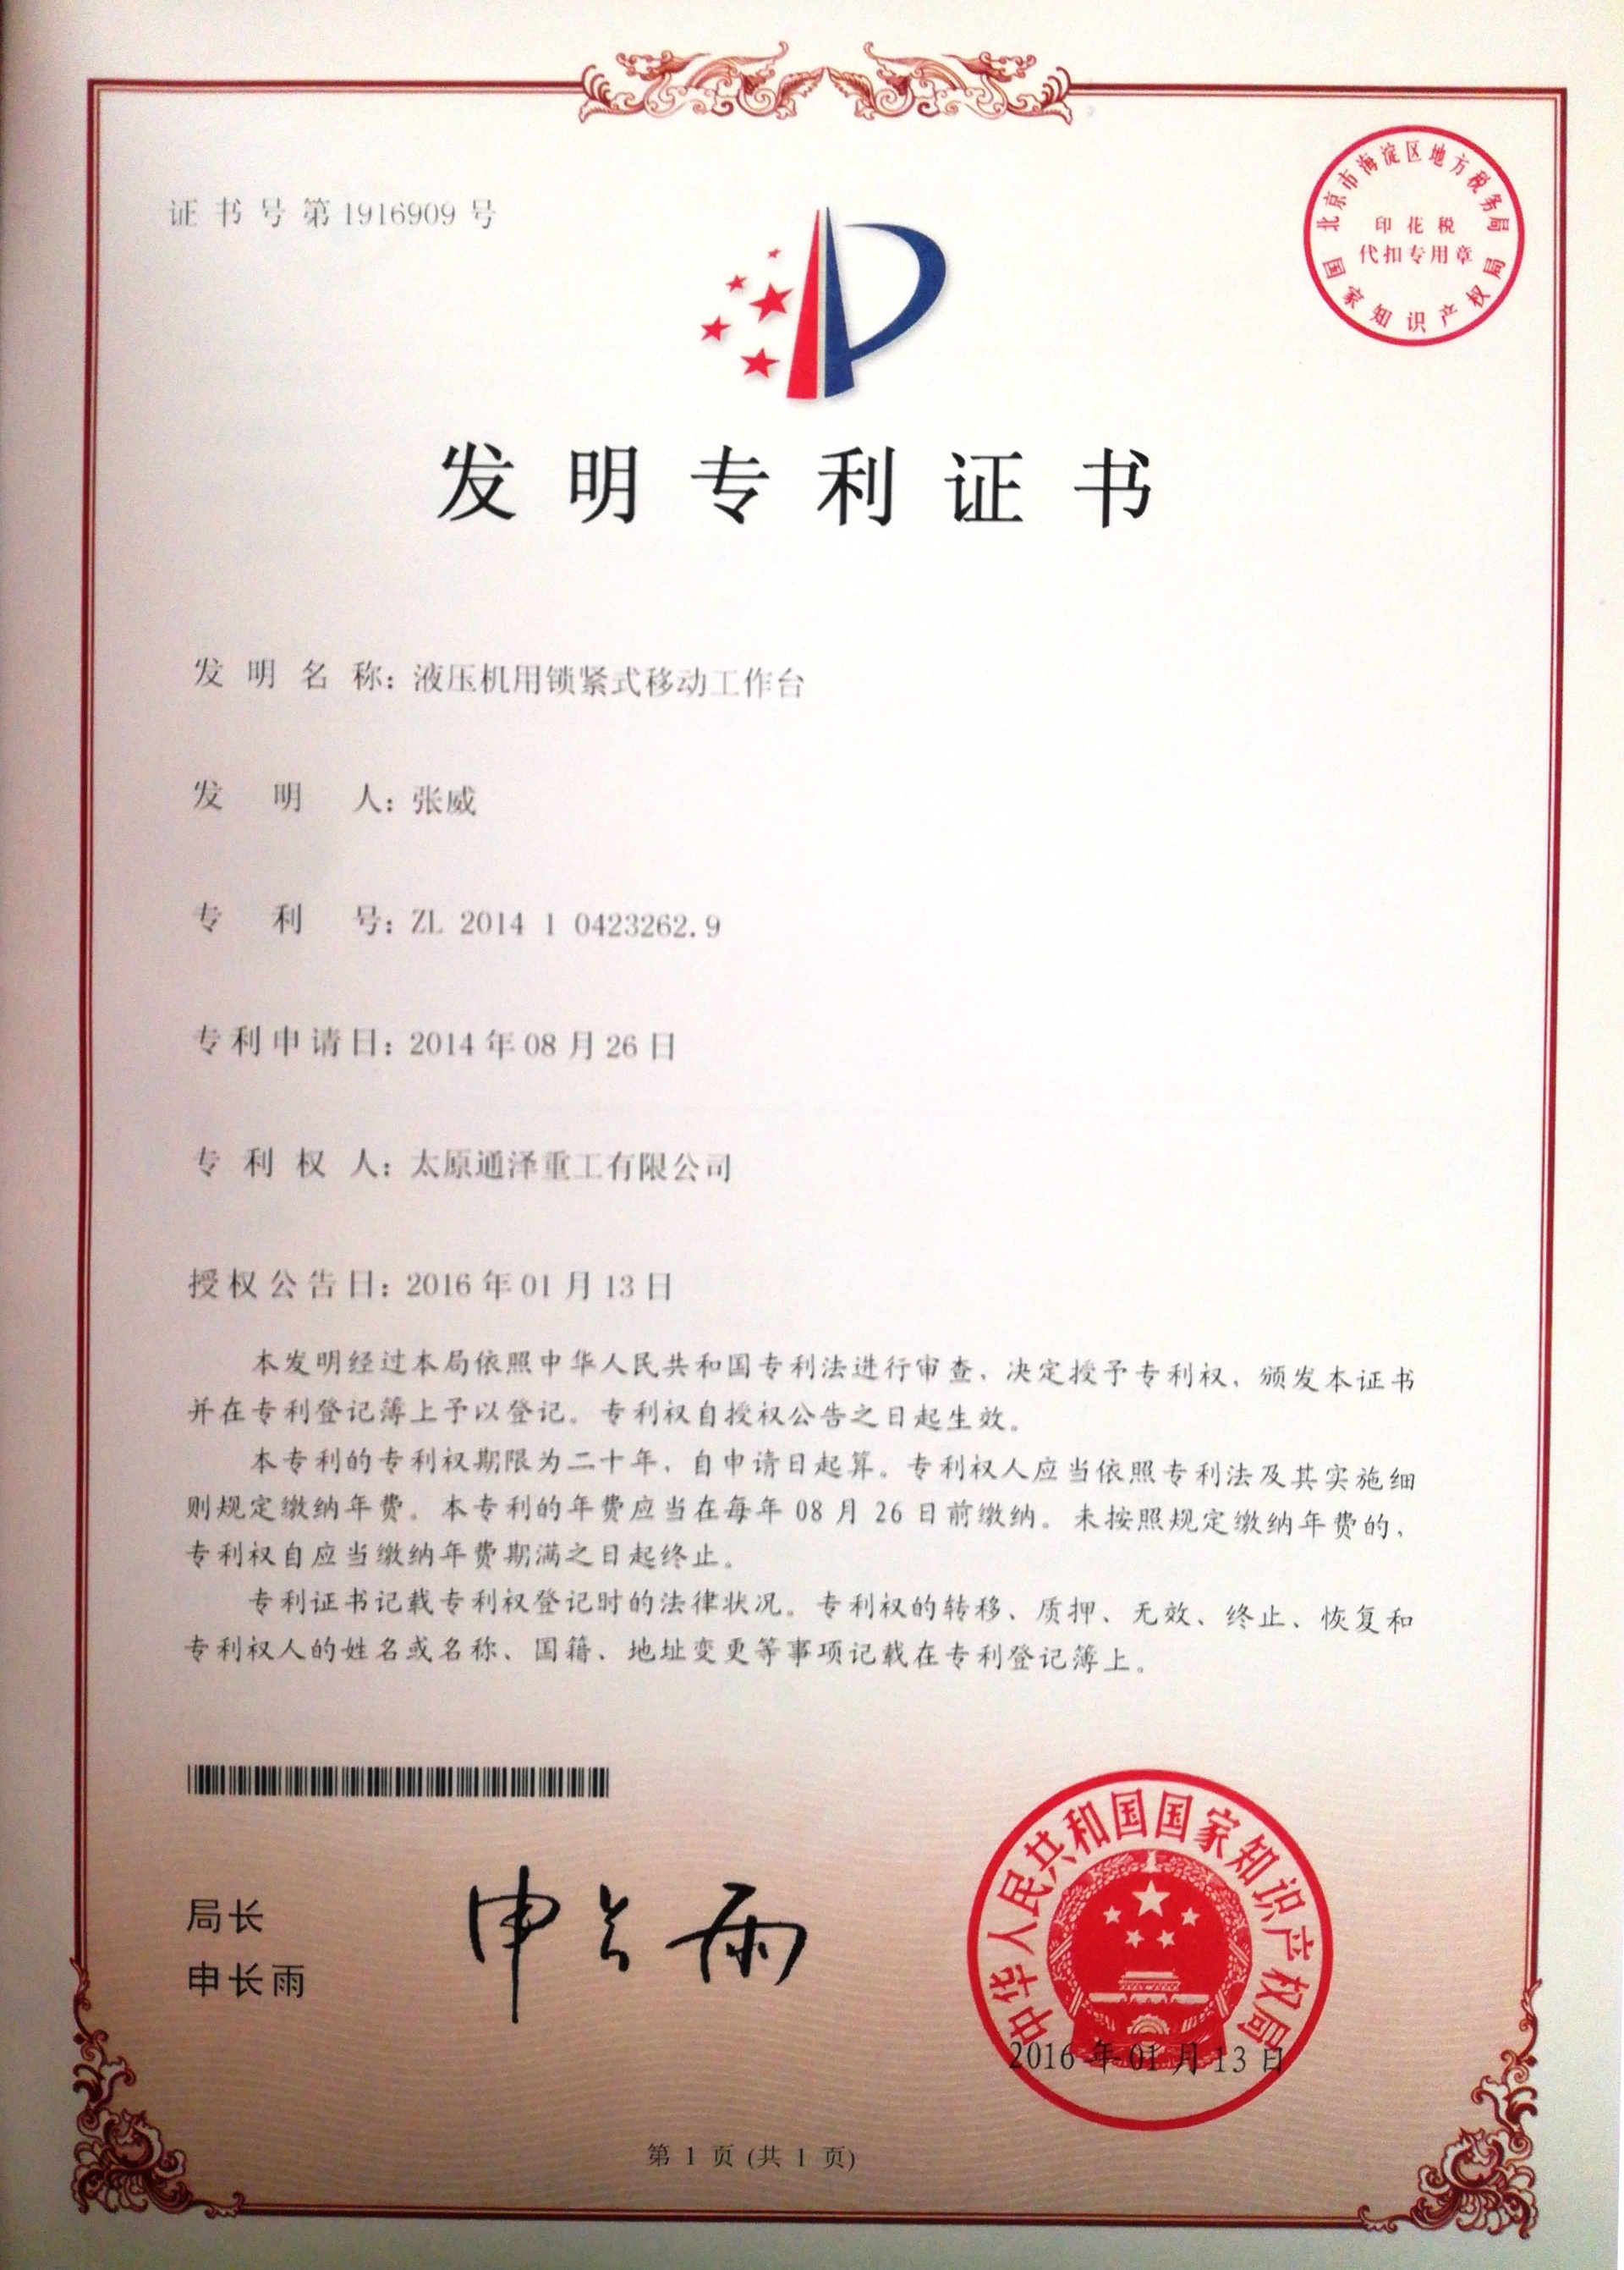 证书号第1916909号
北京市海淀区地方税务局
印花税
代扣专用章
国家知识产权局
发明专利证书
发明名称：液压机用锁紧式移动工作台
发明人：张威
专利号：ZL 2014 1 0423262.9
专利申请日：2014年08月26日
专利权人：太原通泽重工有限公司
授权公告日：2016年01月13日
本发明经过本局依照中华人民共和国专利法进行审查，决定授予专利权，颁发本证书
并在专利登记簿上予以登记。专利权自授权公告之日起生效。
本专利的专利权期限为二十年，自申请日起算。专利权人应当依照专利法及其实施细
则规定缴纳年费。本专利的年费应当在每年 08 月 26 日前缴纳。未按照规定缴纳年费的，
专利权自应当缴纳年费期满之日起终止。
专利证书记载专利权登记时的法律状况。专利权的转移、质押、无效、终止、恢复和
专利权人的姓名或名称、国籍、地址变更等事项记载在专利登记簿上。
局长
申长雨
申长雨
中华人民共和国国家知识产权局
2016年01月13日
第 1 页 (共 1 页)